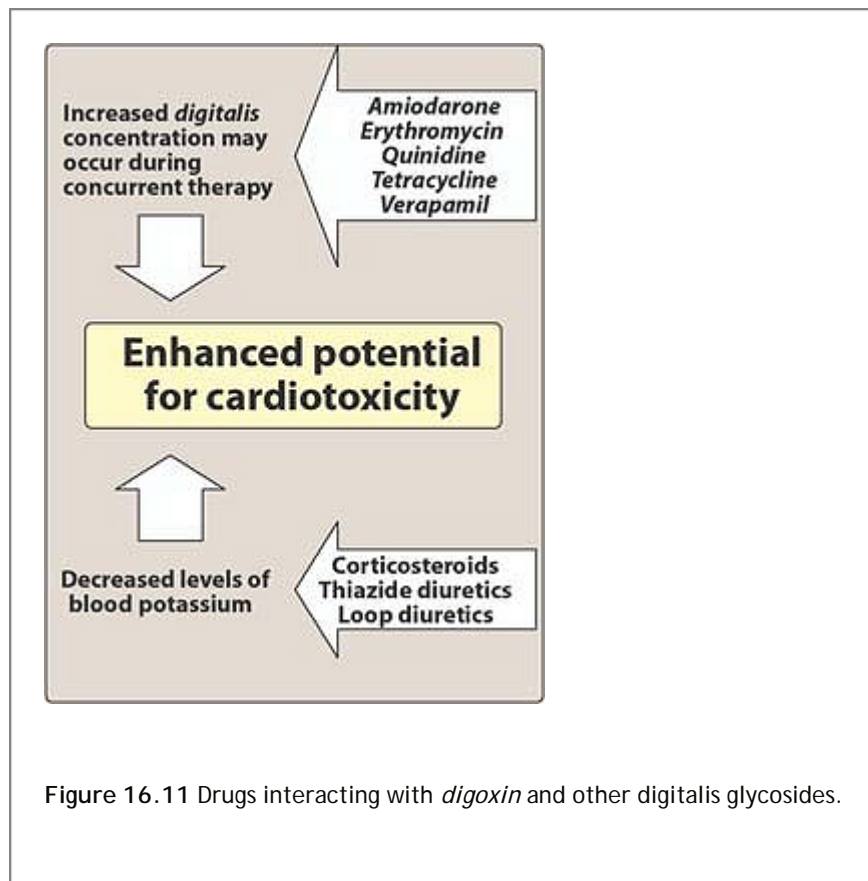 Increased digitalis
concentration may
occur during
concurrent therapy
Amiodarone
Erythromycin
Quinidine
Tetracycline
Verapamil
Enhanced potential
for cardiotoxicity
Decreased levels of
blood potassium
Corticosteroids
Thiazide diuretics
Loop diuretics
Figure 16.11 Drugs interacting with digoxin and other digitalis glycosides.